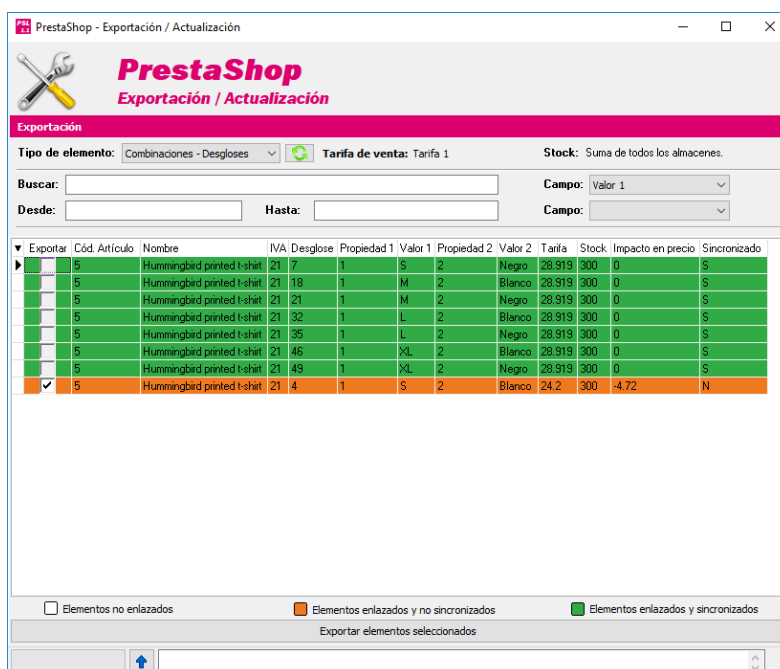 PSL 1.1 PrestaShop - Exportación / Actualización
PrestaShop
Exportación / Actualización
Exportación
Tipo de elemento: Combinaciones - Desgloses Tarifa de venta: Tarifa 1 Stock: Suma de todos los almacenes.
Buscar: Campo: Valor 1
Desde: Hasta: Campo:
Exportar Cód. Artículo Nombre IVA Desglose Propiedad 1 Valor 1 Propiedad 2 Valor 2 Tarifa Stock Impacto en precio Sincronizado
5 Hummingbird printed t-shirt 21 7 1 S 2 Negro 28.919 300 0 S
5 Hummingbird printed t-shirt 21 18 1 M 2 Blanco 28.919 300 0 S
5 Hummingbird printed t-shirt 21 21 1 M 2 Negro 28.919 300 0 S
5 Hummingbird printed t-shirt 21 32 1 L 2 Blanco 28.919 300 0 S
5 Hummingbird printed t-shirt 21 35 1 L 2 Negro 28.919 300 0 S
5 Hummingbird printed t-shirt 21 46 1 XL 2 Blanco 28.919 300 0 S
5 Hummingbird printed t-shirt 21 49 1 XL 2 Negro 28.919 300 0 S
5 Hummingbird printed t-shirt 21 4 1 S 2 Blanco 24.2 300 -4.72 N
Elementos no enlazados Elementos enlazados y no sincronizados Elementos enlazados y sincronizados
Exportar elementos seleccionados